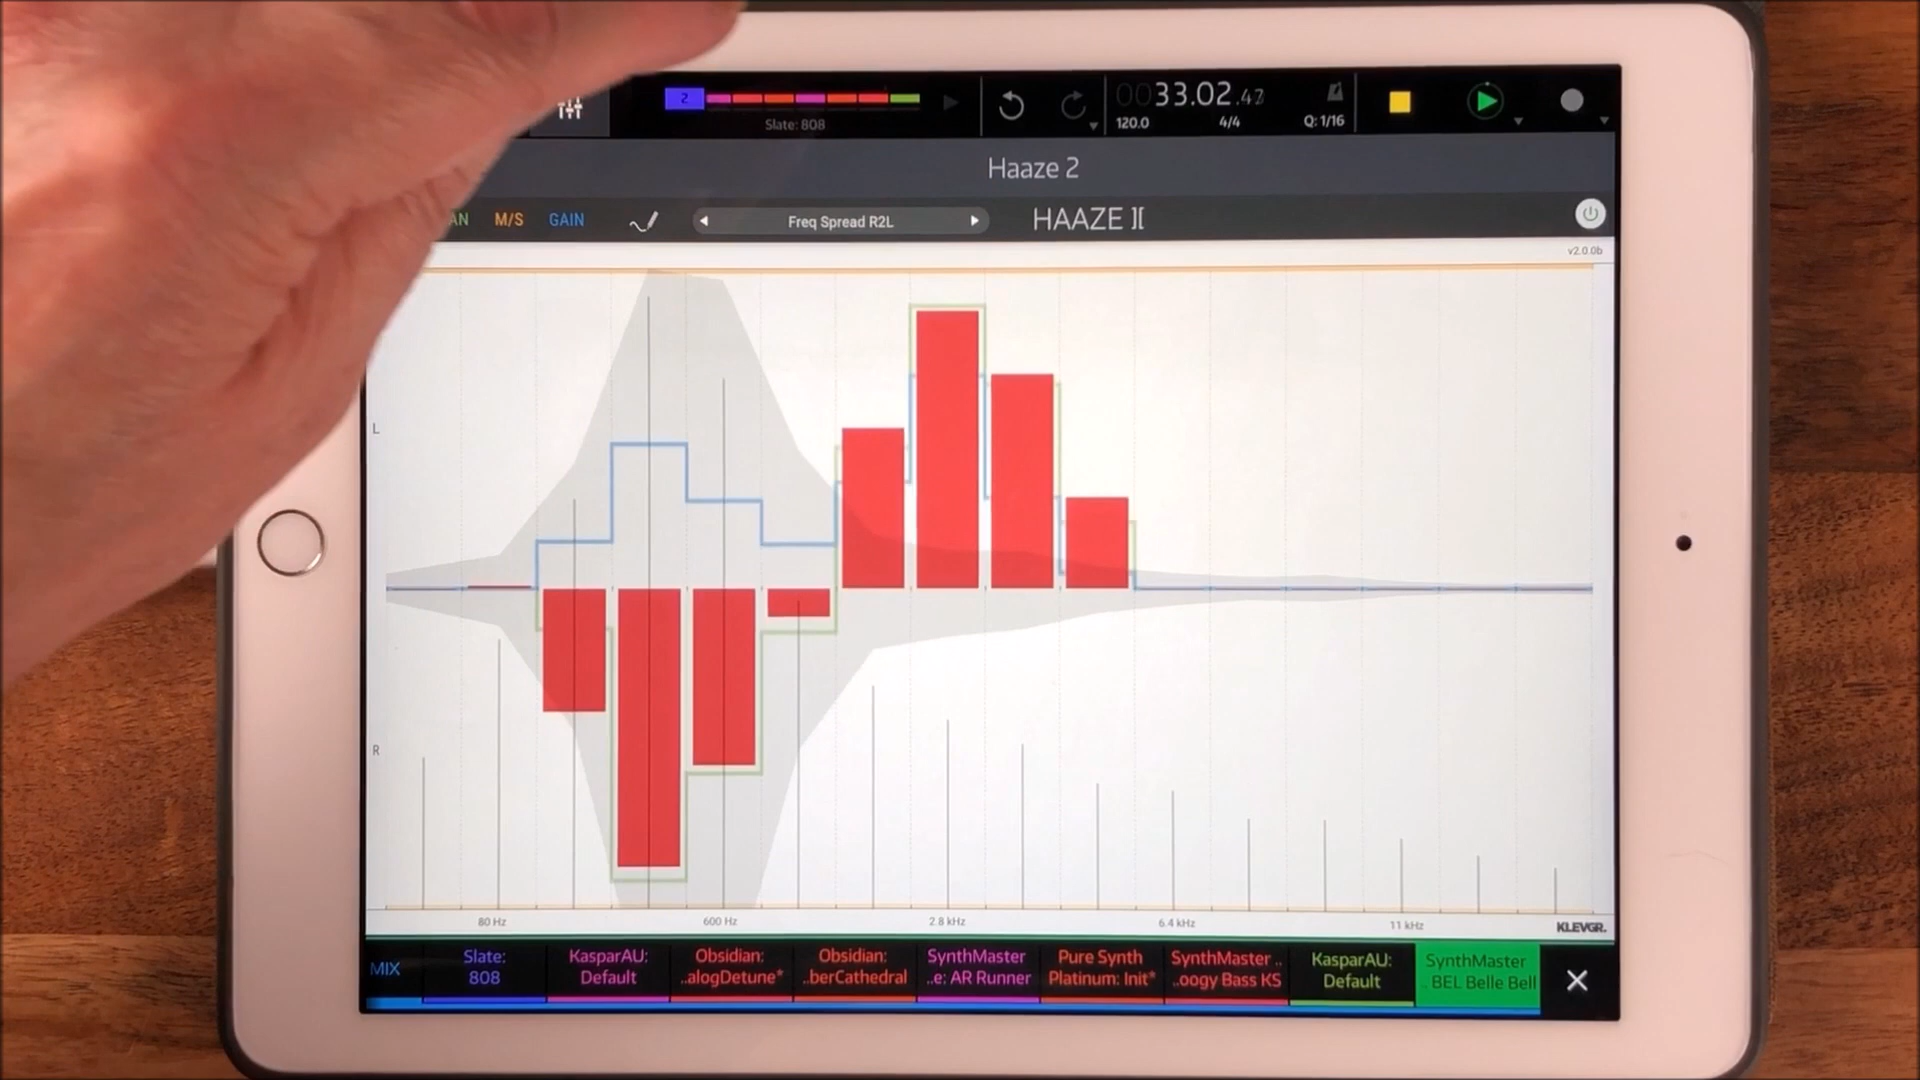 2
Slate: 808
0033.02.47
120.0 4/4 Q: 1/16
Haaze 2
AN M/S GAIN Freq Spread R2L HAAZE ][
v2.0.0b
L
R
80 Hz 600 Hz 2.8 kHz 6.4 kHz 11 kHz KLEVGR.
MIX
Slate:
808
KasparAU:
Default
Obsidian:
..alogDetune*
Obsidian:
..berCathedral
SynthMaster
..e: AR Runner
Pure Synth
Platinum: Init*
SynthMaster ..
..oogy Bass KS
KasparAU:
Default
SynthMaster
.. BEL Belle Bell